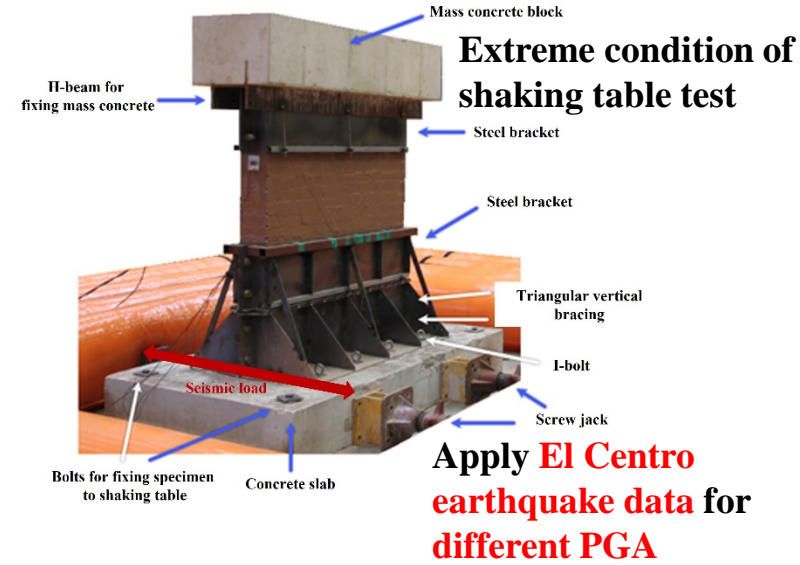 Mass concrete block
Extreme condition of
shaking table test
H-beam for
fixing mass concrete
Steel bracket
Steel bracket
Triangular vertical
bracing
I-bolt
Seismic load
Screw jack
Bolts for fixing specimen
to shaking table
Concrete slab
Apply El Centro
earthquake data for
different PGA